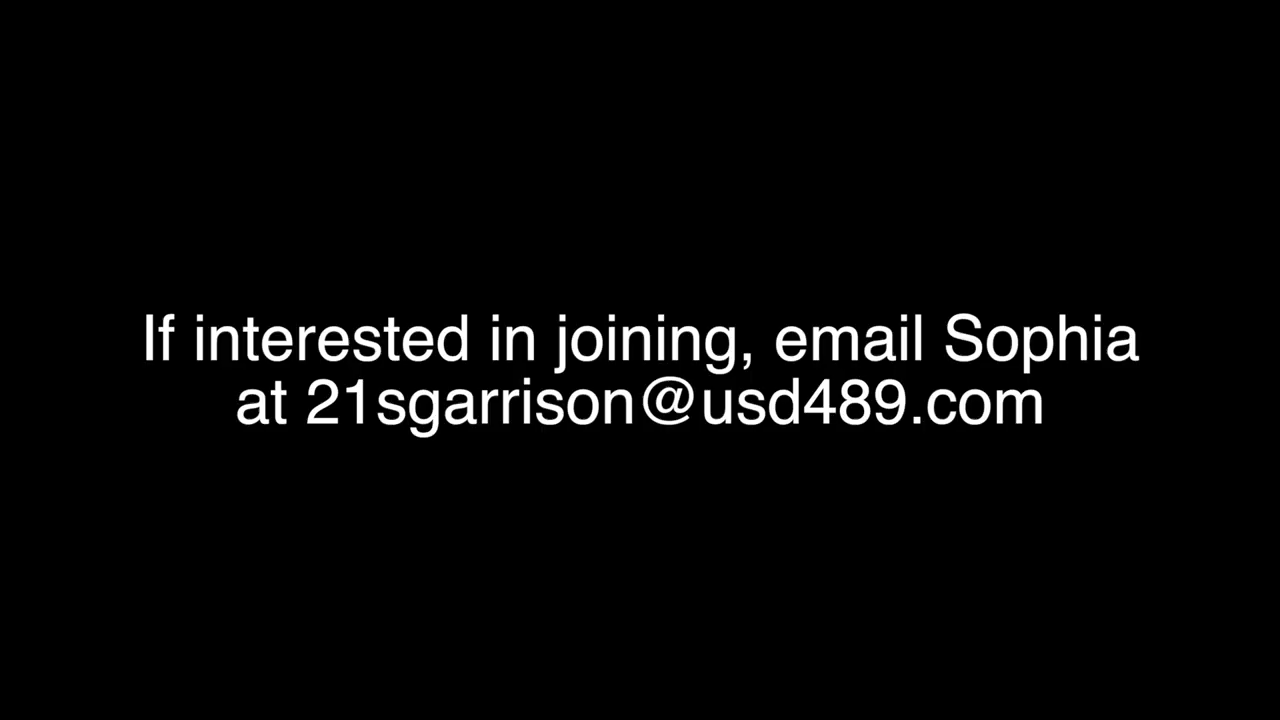 If interested in joining, email Sophia
at 21sgarrison@usd489.com